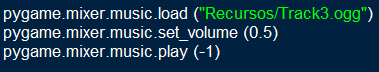 pygame.mixer.music.load ("Recursos/Track3.ogg")
pygame.mixer.music.set_volume (0.5)
pygame.mixer.music.play (-1)